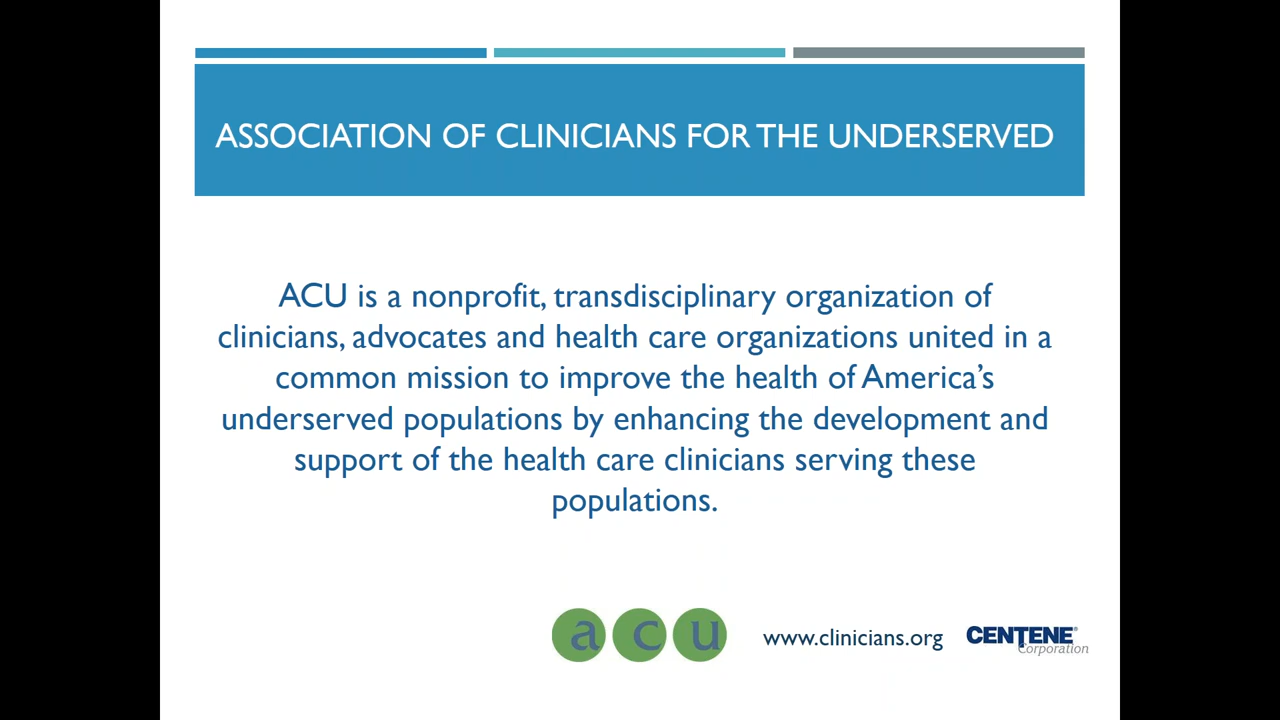 ASSOCIATION OF CLINICIANS FOR THE UNDERSERVED
ACU is a nonprofit, transdisciplinary organization of
clinicians, advocates and health care organizations united in a
common mission to improve the health of America’s
underserved populations by enhancing the development and
support of the health care clinicians serving these
populations.
a c u
www.clinicians.org
CENTENE®
Corporation